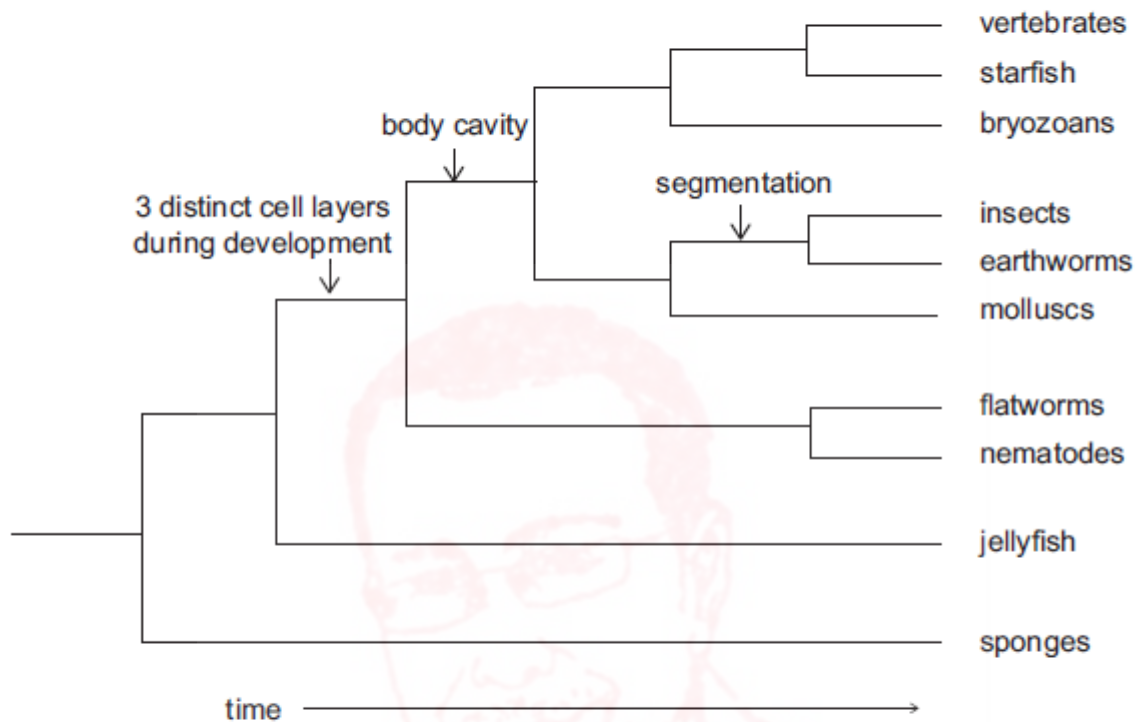 vertebrates
starfish
bryozoans
body cavity
segmentation
3 distinct cell layers
during development
insects
earthworms
molluscs
flatworms
nematodes
jellyfish
sponges
time